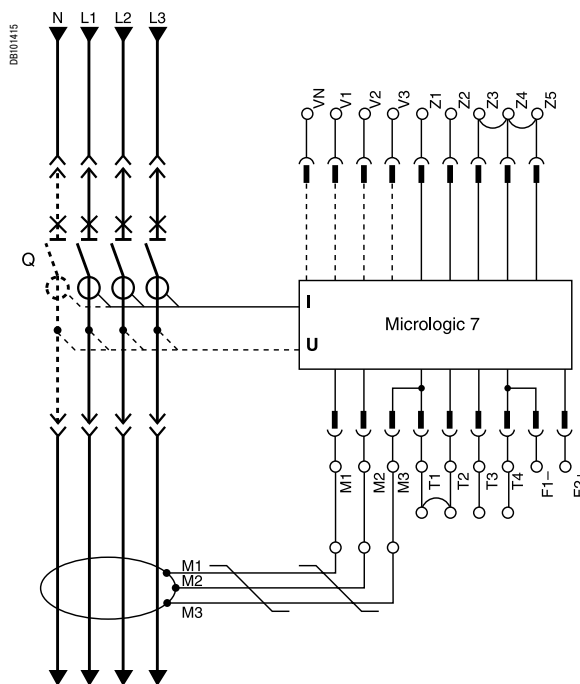 DB101415
N L1 L2 L3
VN V1 V2 V3 Z1 Z2 Z3 Z4 Z5
Q
I
Micrologic 7
U
M1 M2 M3 T1 T2 T3 T4 F1– F2+
M1
M2
M3